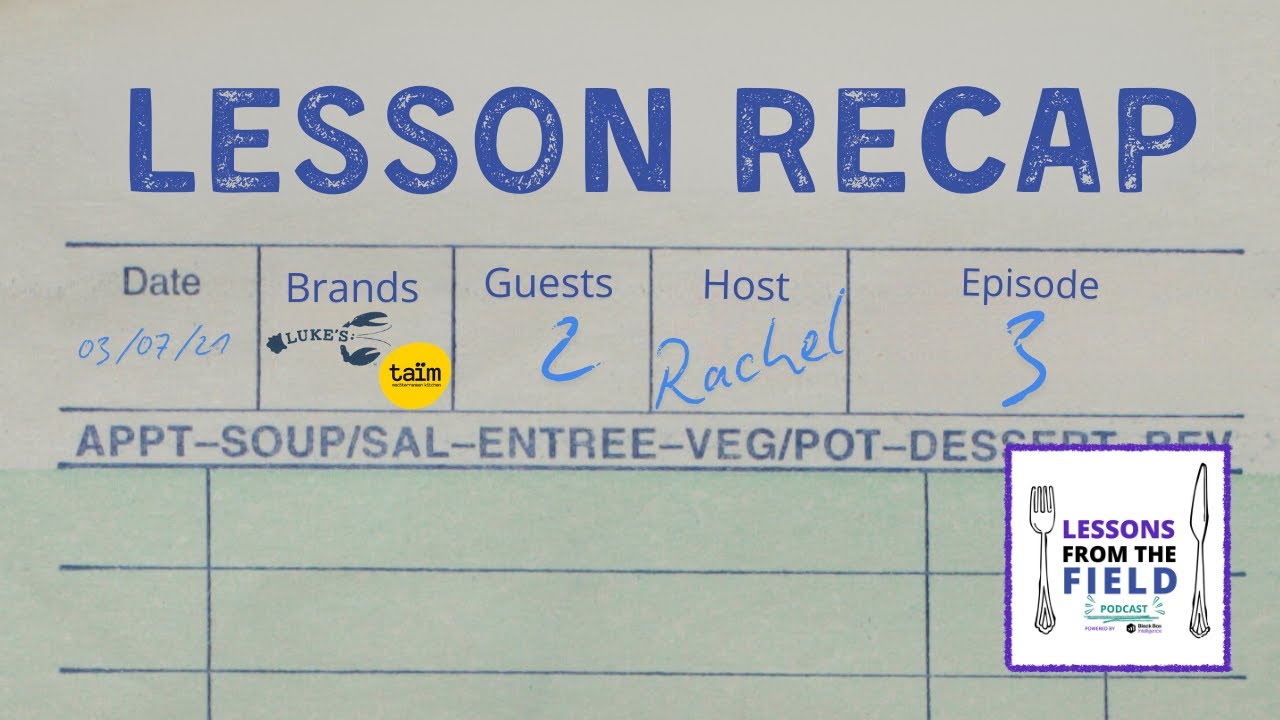 LESSON RECAP
Date Brands Guests Host Episode
03/07/21 LUKE'S: 2 Rachel 3
taïm
mediterranean kitchen
APPT–SOUP/SAL–ENTREE–VEG/POT–DESSERT–BEV
LESSONS
FROM THE
FIELD
PODCAST
POWERED BY Black Box
Intelligence